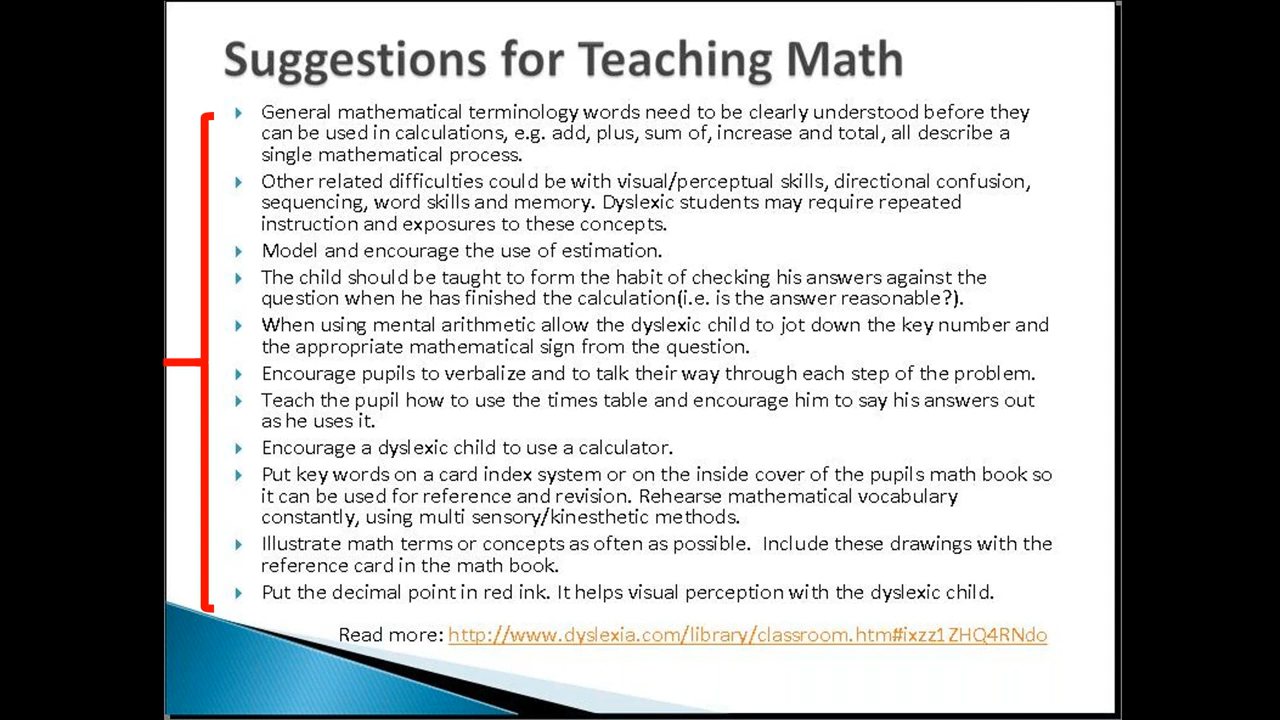 Suggestions for Teaching Math
General mathematical terminology words need to be clearly understood before they
can be used in calculations, e.g. add, plus, sum of, increase and total, all describe a
single mathematical process.
Other related difficulties could be with visual/perceptual skills, directional confusion,
sequencing, word skills and memory. Dyslexic students may require repeated
instruction and exposures to these concepts.
Model and encourage the use of estimation.
The child should be taught to form the habit of checking his answers against the
question when he has finished the calculation(i.e. is the answer reasonable?).
When using mental arithmetic allow the dyslexic child to jot down the key number and
the appropriate mathematical sign from the question.
Encourage pupils to verbalize and to talk their way through each step of the problem.
Teach the pupil how to use the times table and encourage him to say his answers out
as he uses it.
Encourage a dyslexic child to use a calculator.
Put key words on a card index system or on the inside cover of the pupils math book so
it can be used for reference and revision. Rehearse mathematical vocabulary
constantly, using multi sensory/kinesthetic methods.
Illustrate math terms or concepts as often as possible.  Include these drawings with the
reference card in the math book.
Put the decimal point in red ink. It helps visual perception with the dyslexic child.
Read more: http://www.dyslexia.com/library/classroom.htm#ixzz1ZHQ4RNdo